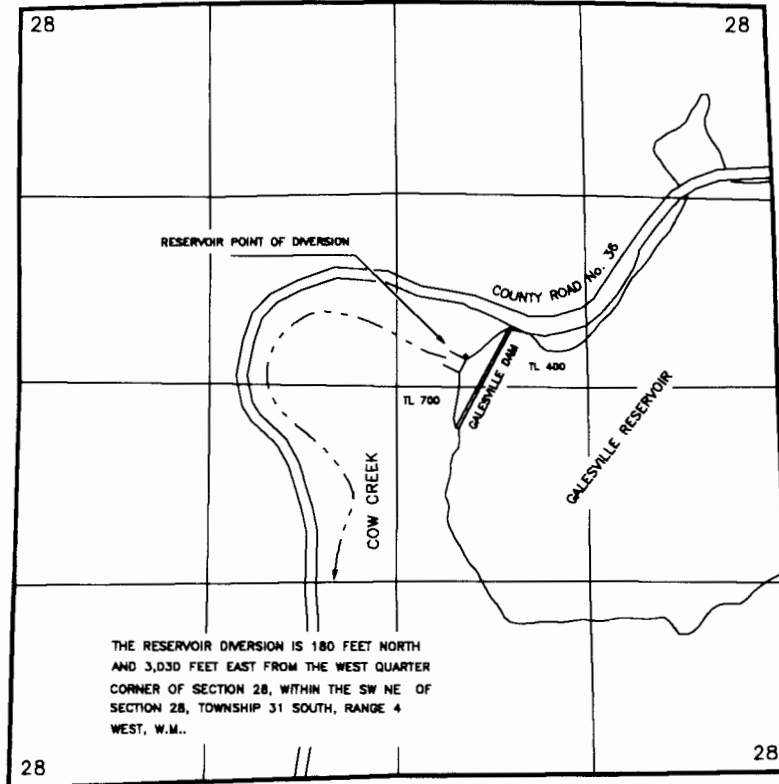 28
28
RESERVOIR POINT OF DIVERSION
COUNTY ROAD No. 36
TL 400
TL 700
GALESVILLE DAM
GALESVILLE RESERVOIR
COW CREEK
THE RESERVOIR DIVERSION IS 180 FEET NORTH
AND 3,030 FEET EAST FROM THE WEST QUARTER
CORNER OF SECTION 28, WITHIN THE SW NE OF
SECTION 28, TOWNSHIP 31 SOUTH, RANGE 4
WEST, W.M..
28
28